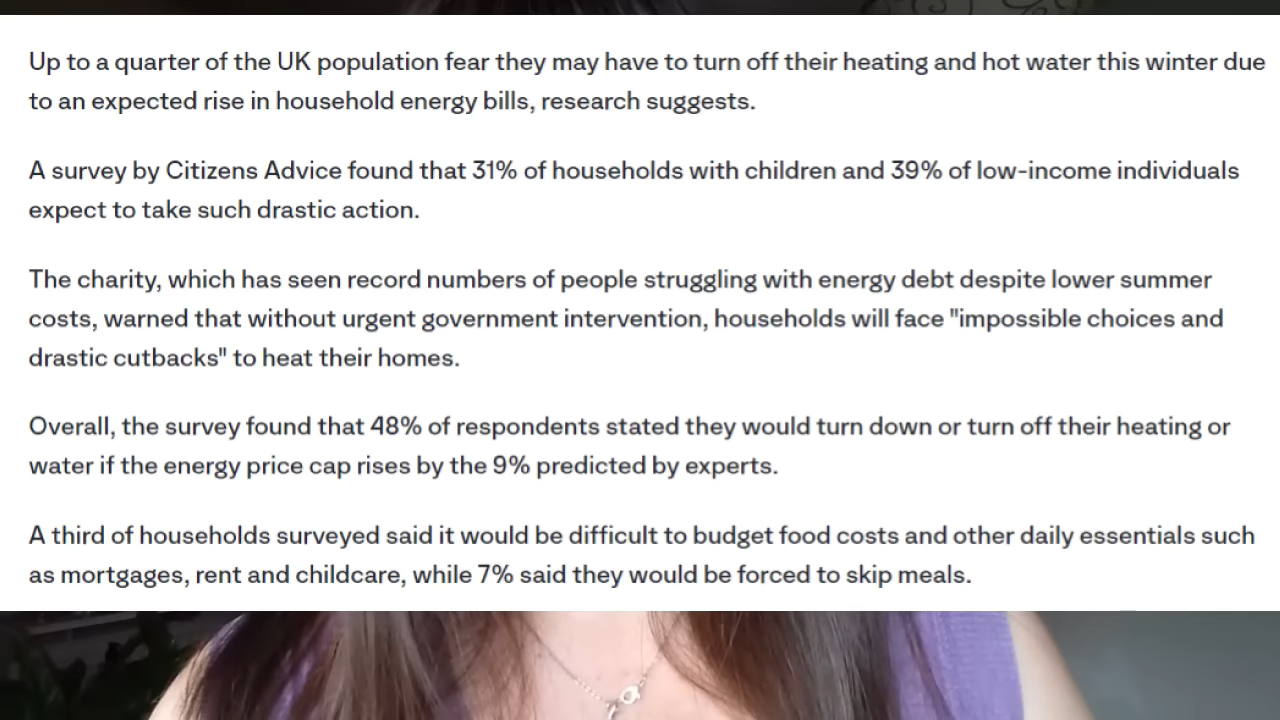 Up to a quarter of the UK population fear they may have to turn off their heating and hot water this winter due
to an expected rise in household energy bills, research suggests.
A survey by Citizens Advice found that 31% of households with children and 39% of low-income individuals
expect to take such drastic action.
The charity, which has seen record numbers of people struggling with energy debt despite lower summer
costs, warned that without urgent government intervention, households will face "impossible choices and
drastic cutbacks" to heat their homes.
Overall, the survey found that 48% of respondents stated they would turn down or turn off their heating or
water if the energy price cap rises by the 9% predicted by experts.
A third of households surveyed said it would be difficult to budget food costs and other daily essentials such
as mortgages, rent and childcare, while 7% said they would be forced to skip meals.